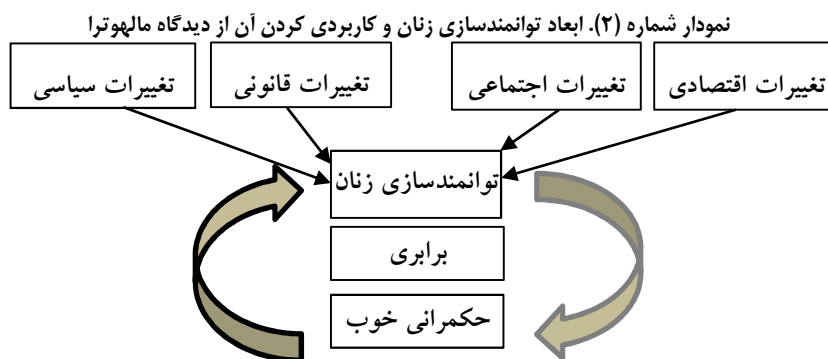 نمودار شماره (۲). ابعاد توانمندسازی زنان و کاربردی کردن آن از دیدگاه مالهوترا
تغییرات اقتصادی
تغییرات اجتماعی
تغییرات قانونی
تغییرات سیاسی
توانمندسازی زنان
برابری
حکمرانی خوب